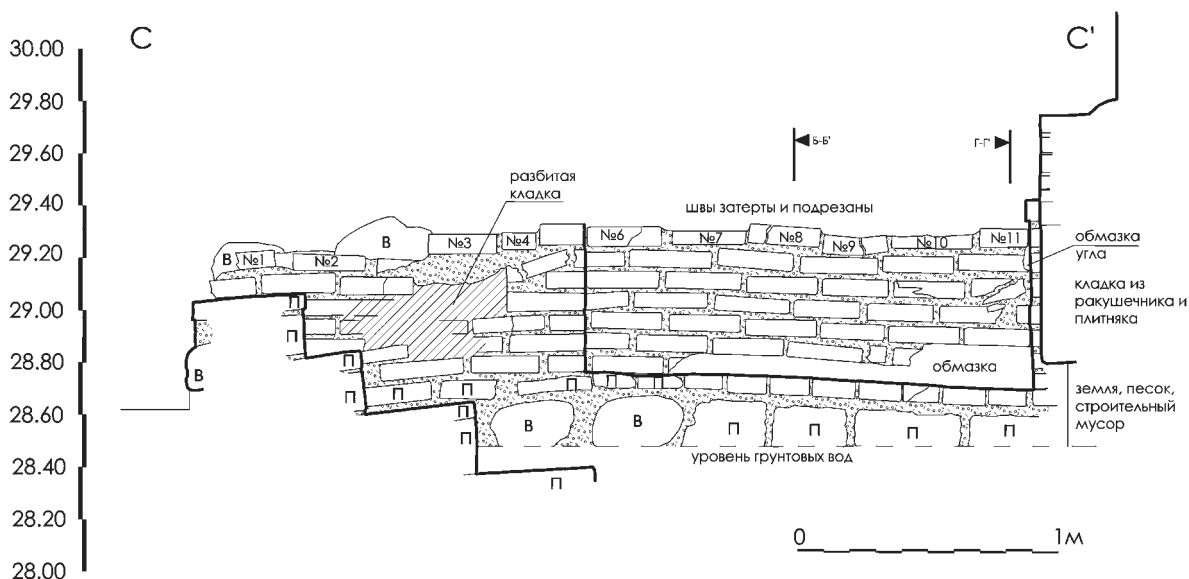 С
С'
30.00
29.80
29.60
29.40
29.20
29.00
28.80
28.60
28.40
28.20
28.00
Б-Б'
Г-Г'
разбитая
кладка
швы затерты и подрезаны
В
№1
№2
В
№3
№4
№6
№7
№8
№9
№10
№11
обмазка
угла
кладка из
ракушечника и
плитняка
П
П
П
П
П
П
В
обмазка
П
П
П
П
П
П
земля, песок,
строительный
мусор
В
В
П
П
П
П
уровень грунтовых вод
П
0
1м